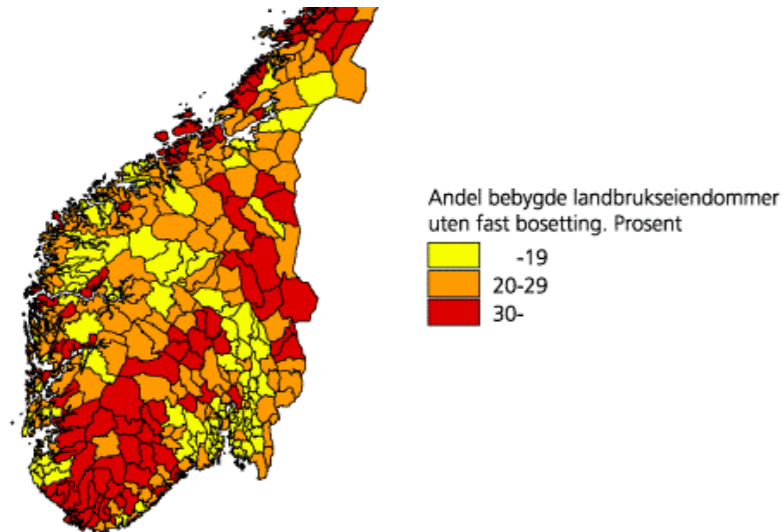 Andel bebygde landbrukseiendommer
uten fast bosetting. Prosent
-19
20-29
30-